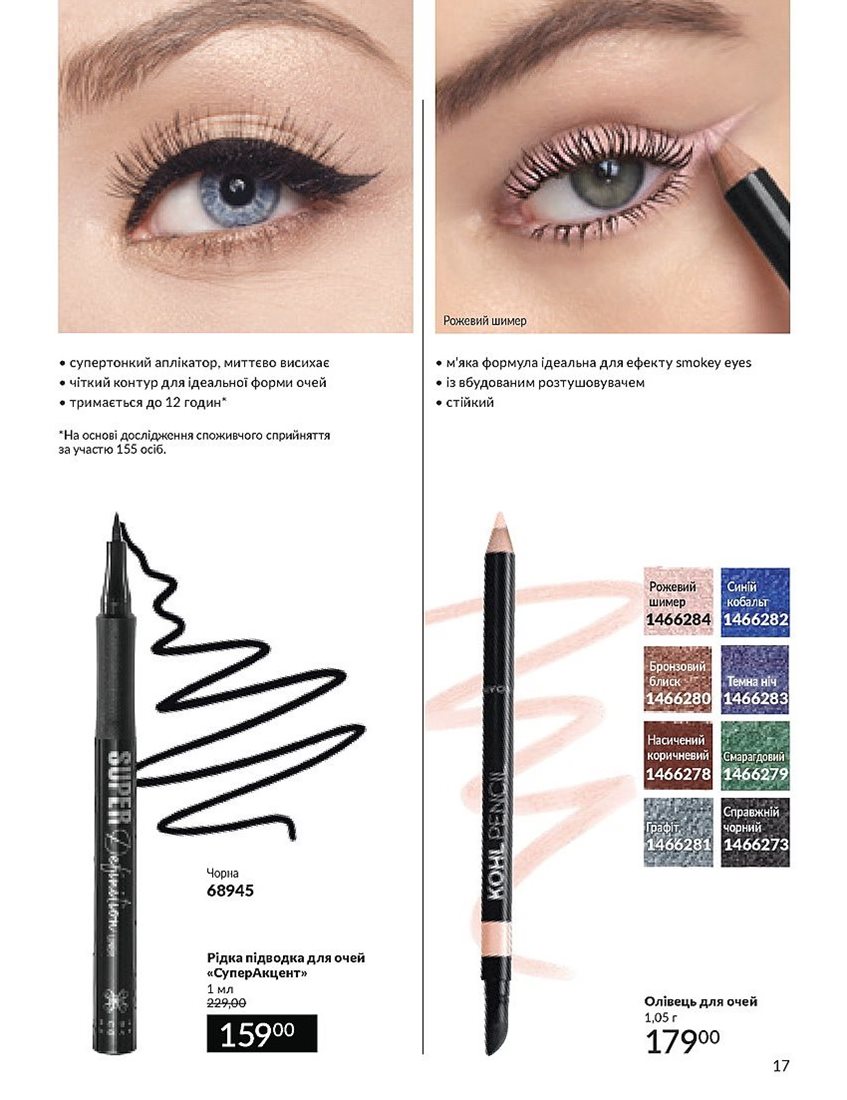 • супертонкий аплікатор, миттєво висихає
• чіткий контур для ідеальної форми очей
• тримається до 12 годин*
*На основі дослідження споживчого сприйняття
за участю 155 осіб.
SUPER
Definition
LINER
Чорна
68945
Рідка підводка для очей
«СуперАкцент»
1 мл
229,00
159⁰⁰
Рожевий шимер
• м'яка формула ідеальна для ефекту smokey eyes
• із вбудованим розтушовувачем
• стійкий
KOHL PENCIL
Рожевий
шимер
1466284
Синій
кобальт
1466282
Бронзовий
блиск
1466280
Темна ніч
1466283
Насичений
коричневий
1466278
Смарагдовий
1466279
Графіт
1466281
Справжній
чорний
1466273
Олівець для очей
1,05 г
179⁰⁰
17